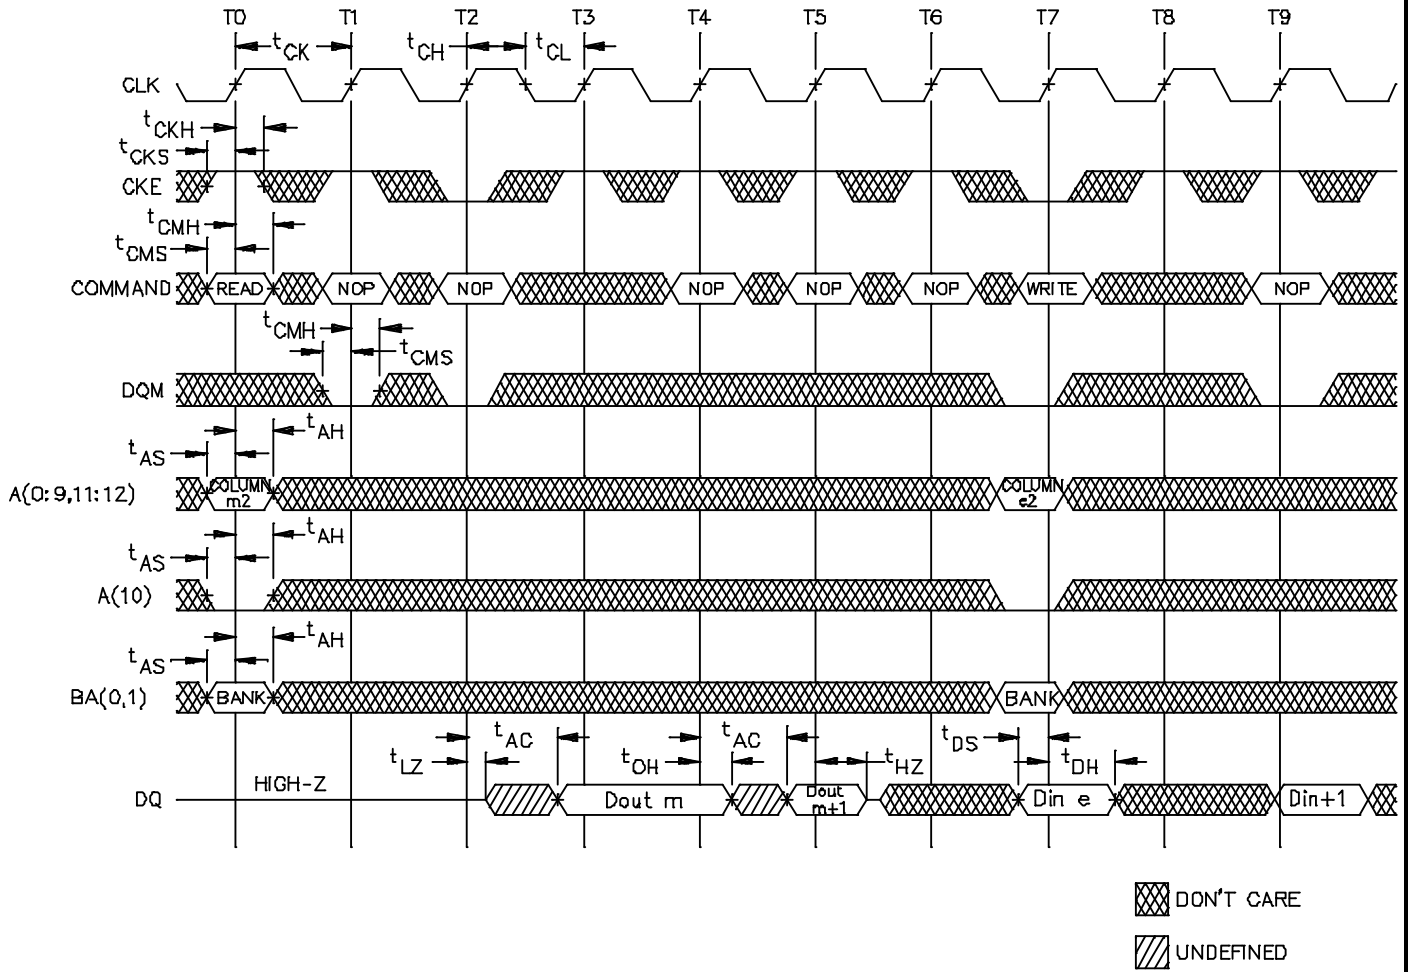 T0 T1 T2 T3 T4 T5 T6 T7 T8 T9
tCK tCH tCL
CLK
tCKH
tCKS
CKE
tCMH
tCMS
COMMAND READ NOP NOP NOP NOP NOP WRITE NOP
tCMH
tCMS
DQM
tAH
tAS
A(0:9,11:12) COLUMN m2 COLUMN e2
tAH
tAS
A(10)
tAH
tAS
BA(0,1) BANK BANK
tAC tAC tDS
tLZ tOH tHZ tDH
DQ HIGH-Z Dout m Dout m+1 Din e Din+1
DON'T CARE
UNDEFINED